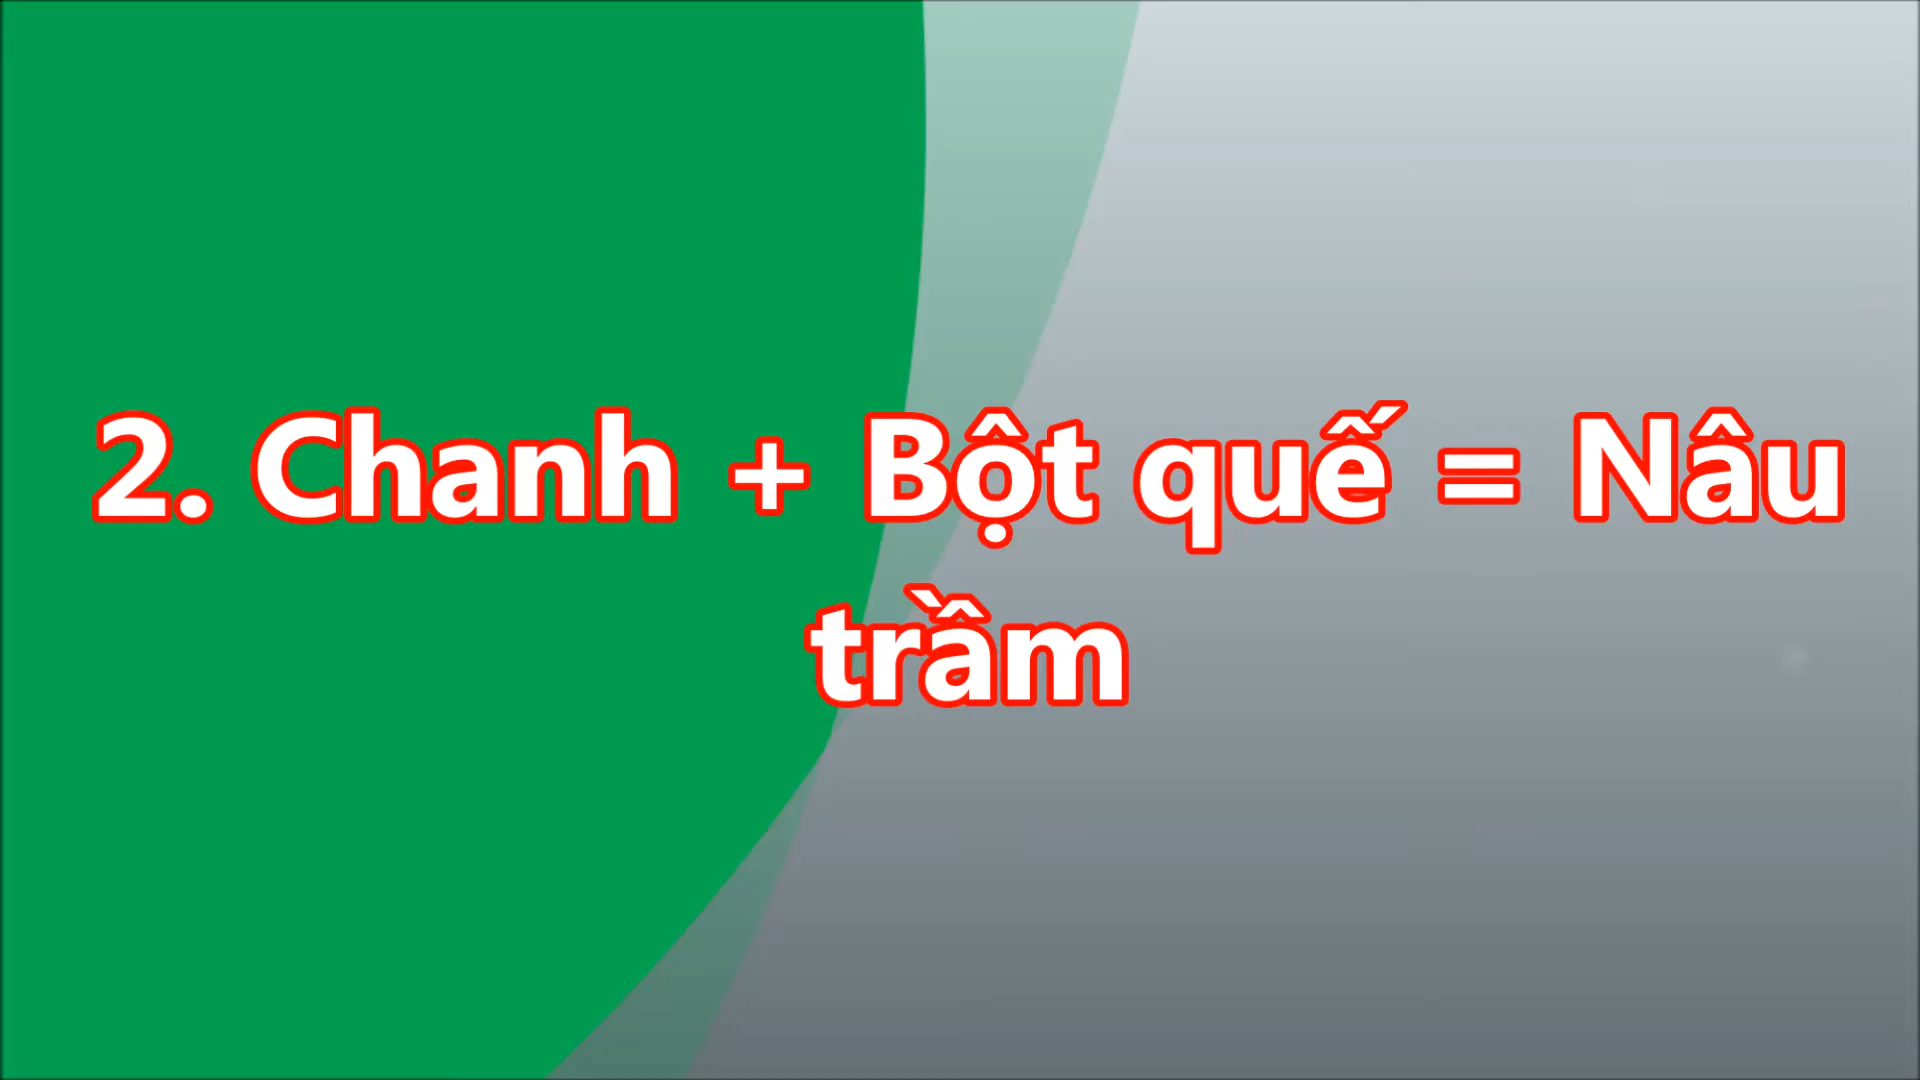 2. Chanh + Bột quế = Nâu
trầm